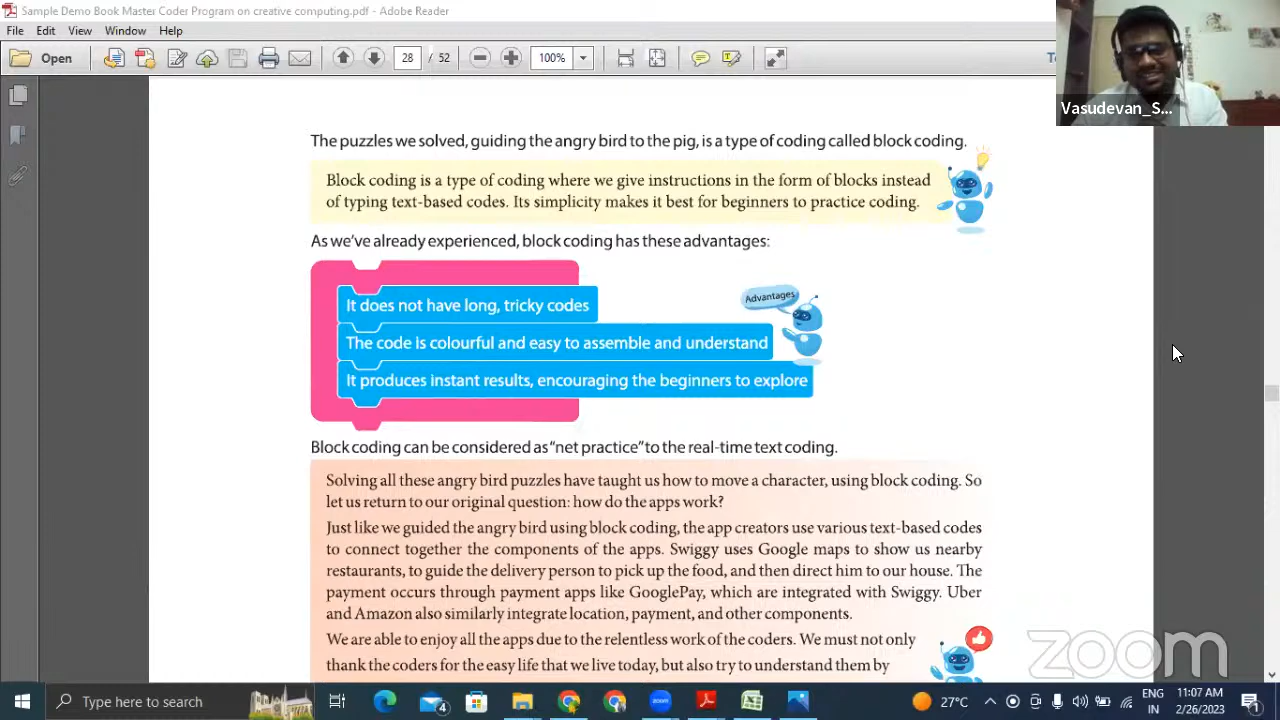 Sample Demo Book Master Coder Program on creative computing.pdf - Adobe Reader
File Edit View Window Help
Open 28 / 52 100%
Vasudevan_S...
The puzzles we solved, guiding the angry bird to the pig, is a type of coding called block coding.
Block coding is a type of coding where we give instructions in the form of blocks instead
of typing text-based codes. Its simplicity makes it best for beginners to practice coding.
As we’ve already experienced, block coding has these advantages:
Advantages
It does not have long, tricky codes
The code is colourful and easy to assemble and understand
It produces instant results, encouraging the beginners to explore
Block coding can be considered as “net practice” to the real-time text coding.
Solving all these angry bird puzzles have taught us how to move a character, using block coding. So
let us return to our original question: how do the apps work?
Just like we guided the angry bird using block coding, the app creators use various text-based codes
to connect together the components of the apps. Swiggy uses Google maps to show us nearby
restaurants, to guide the delivery person to pick up the food, and then direct him to our house. The
payment occurs through payment apps like GooglePay, which are integrated with Swiggy. Uber
and Amazon also similarly integrate location, payment, and other components.
We are able to enjoy all the apps due to the relentless work of the coders. We must not only
thank the coders for the easy life that we live today, but also try to understand them by
zoom
Type here to search
4
zoom
27°C
ENG
IN
11:07 AM
2/26/2023
1